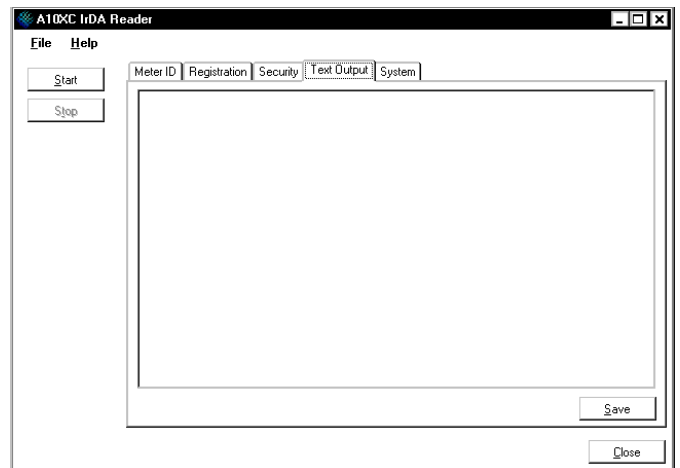 A10XC IrDA Reader
File Help
Start
Stop
Meter ID Registration Security Text Output System
Save
Close